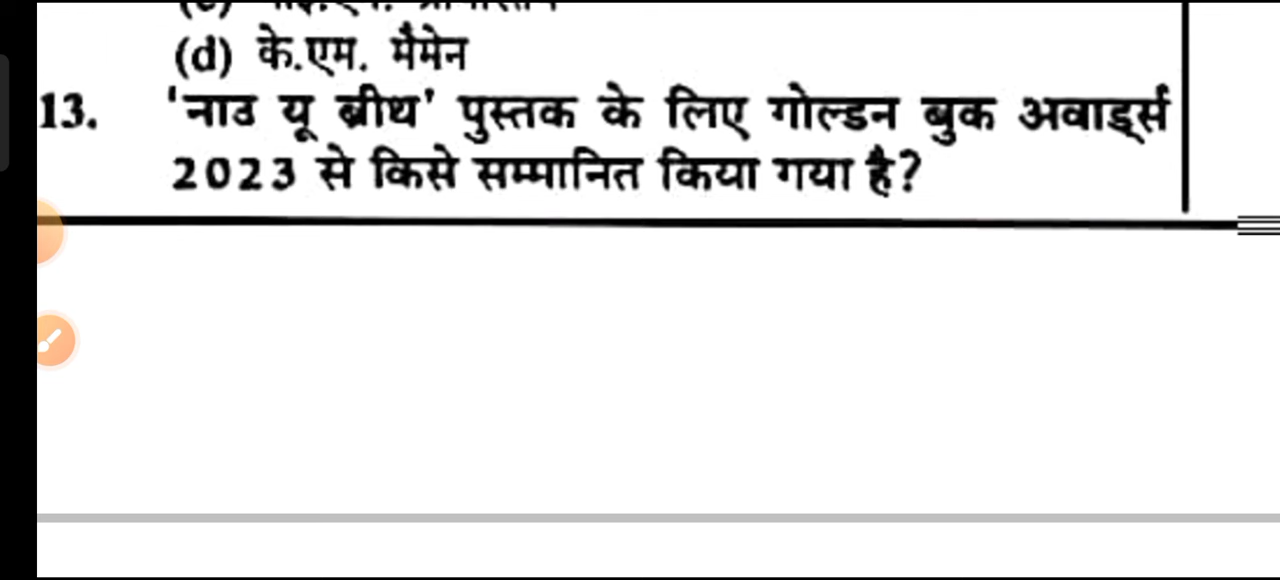 (d) के.एम. मैमेन
13. 'नाउ यू ब्रीथ' पुस्तक के लिए गोल्डन बुक अवार्ड्स
2023 से किसे सम्मानित किया गया है?